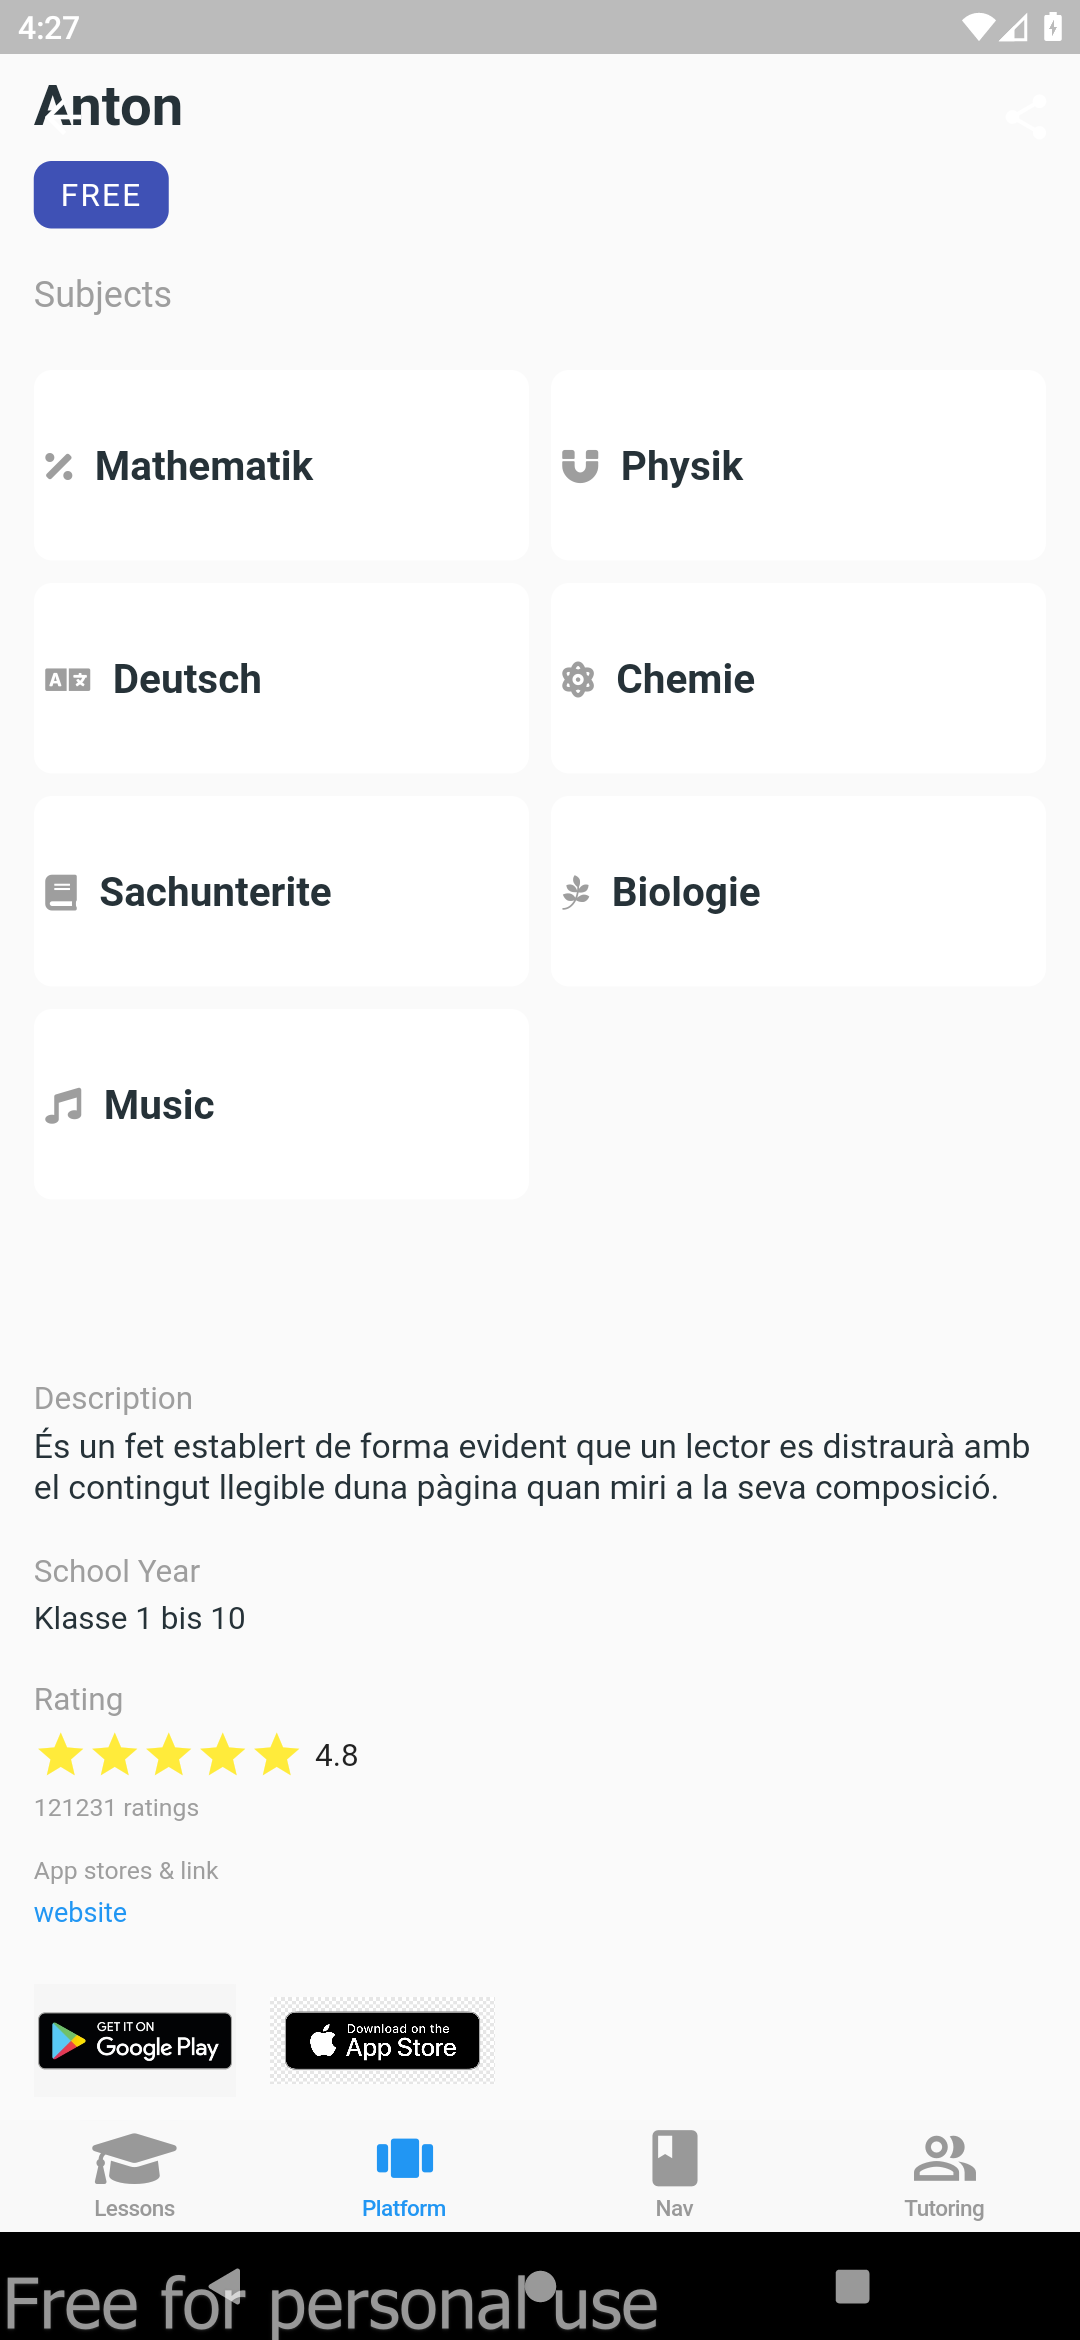 4:27
Anton
FREE
Subjects
Mathematik
Physik
Deutsch
Chemie
Sachunterite
Biologie
Music
Description
És un fet establert de forma evident que un lector es distraurà amb
el contingut llegible duna pàgina quan miri a la seva composició.
School Year
Klasse 1 bis 10
Rating
4.8
121231 ratings
App stores & link
website
GET IT ON
Google Play
Download on the
App Store
Lessons
Platform
Nav
Tutoring
Free for personal use